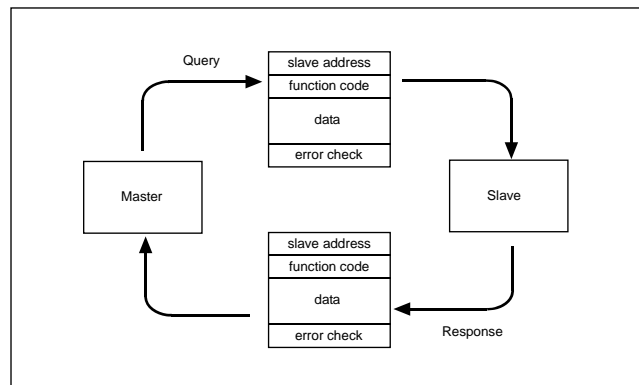 Query
slave address
function code
data
error check
Master
Slave
slave address
function code
data
error check
Response